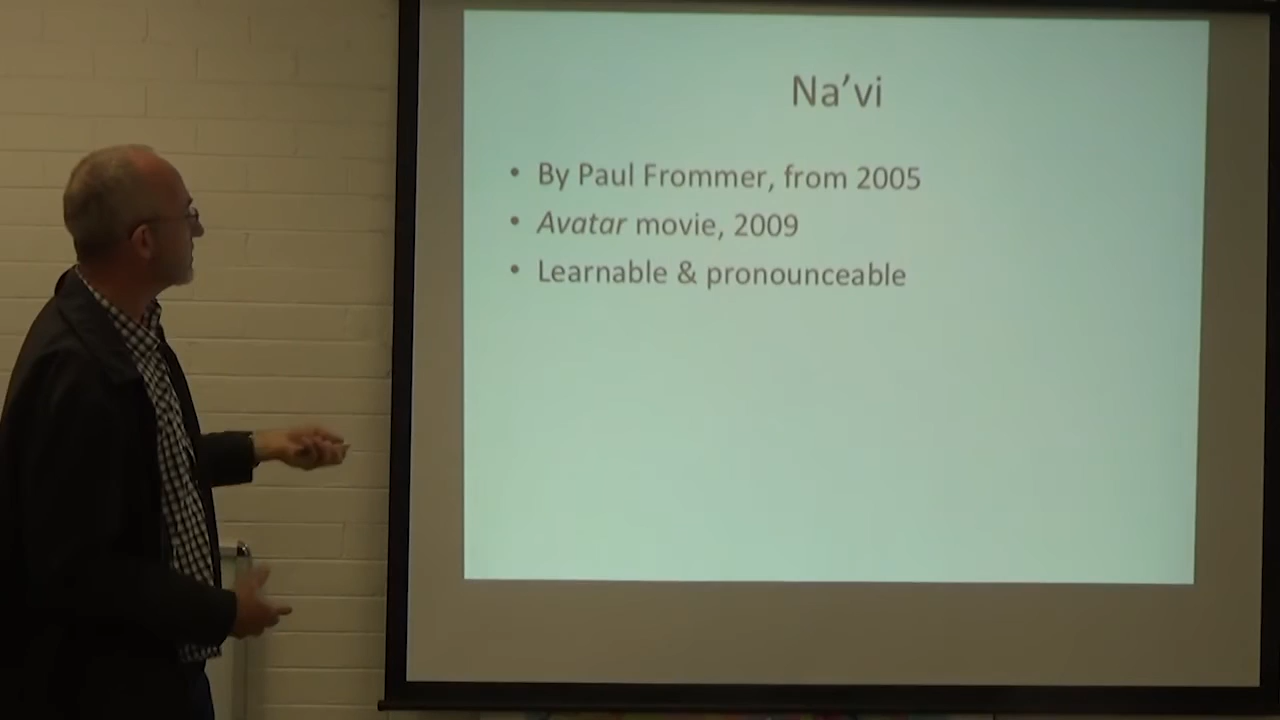 Na’vi
• By Paul Frommer, from 2005
• Avatar movie, 2009
• Learnable & pronounceable